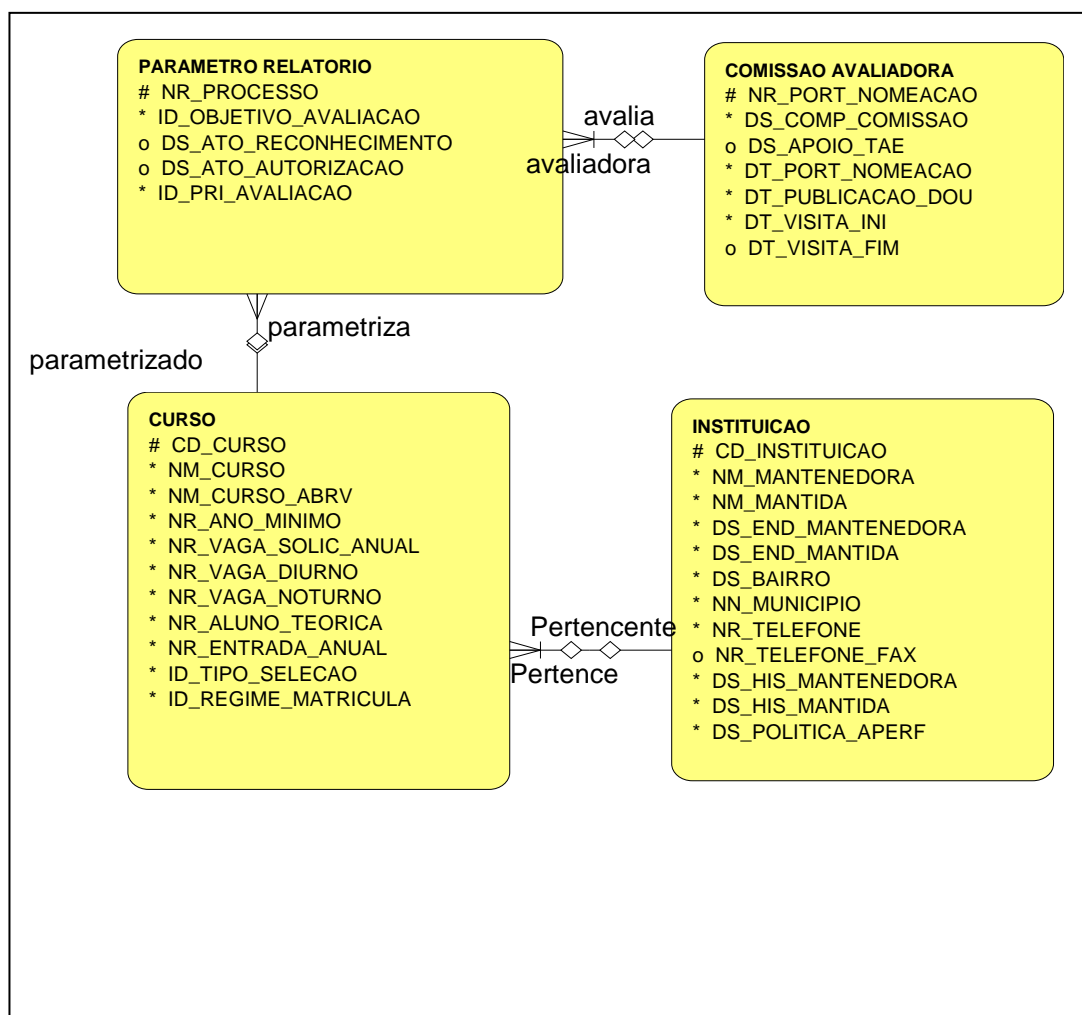 PARAMETRO RELATORIO
# NR_PROCESSO
* ID_OBJETIVO_AVALIACAO
o DS_ATO_RECONHECIMENTO
o DS_ATO_AUTORIZACAO
* ID_PRI_AVALIACAO
avalia
avaliadora
COMISSAO AVALIADORA
# NR_PORT_NOMEACAO
* DS_COMP_COMISSAO
o DS_APOIO_TAE
* DT_PORT_NOMEACAO
* DT_PUBLICACAO_DOU
* DT_VISITA_INI
o DT_VISITA_FIM
parametriza
parametrizado
CURSO
# CD_CURSO
* NM_CURSO
* NM_CURSO_ABRV
* NR_ANO_MINIMO
* NR_VAGA_SOLIC_ANUAL
* NR_VAGA_DIURNO
* NR_VAGA_NOTURNO
* NR_ALUNO_TEORICA
* NR_ENTRADA_ANUAL
* ID_TIPO_SELECAO
* ID_REGIME_MATRICULA
Pertencente
Pertence
INSTITUICAO
# CD_INSTITUICAO
* NM_MANTENEDORA
* NM_MANTIDA
* DS_END_MANTENEDORA
* DS_END_MANTIDA
* DS_BAIRRO
* NN_MUNICIPIO
* NR_TELEFONE
o NR_TELEFONE_FAX
* DS_HIS_MANTENEDORA
* DS_HIS_MANTIDA
* DS_POLITICA_APERF